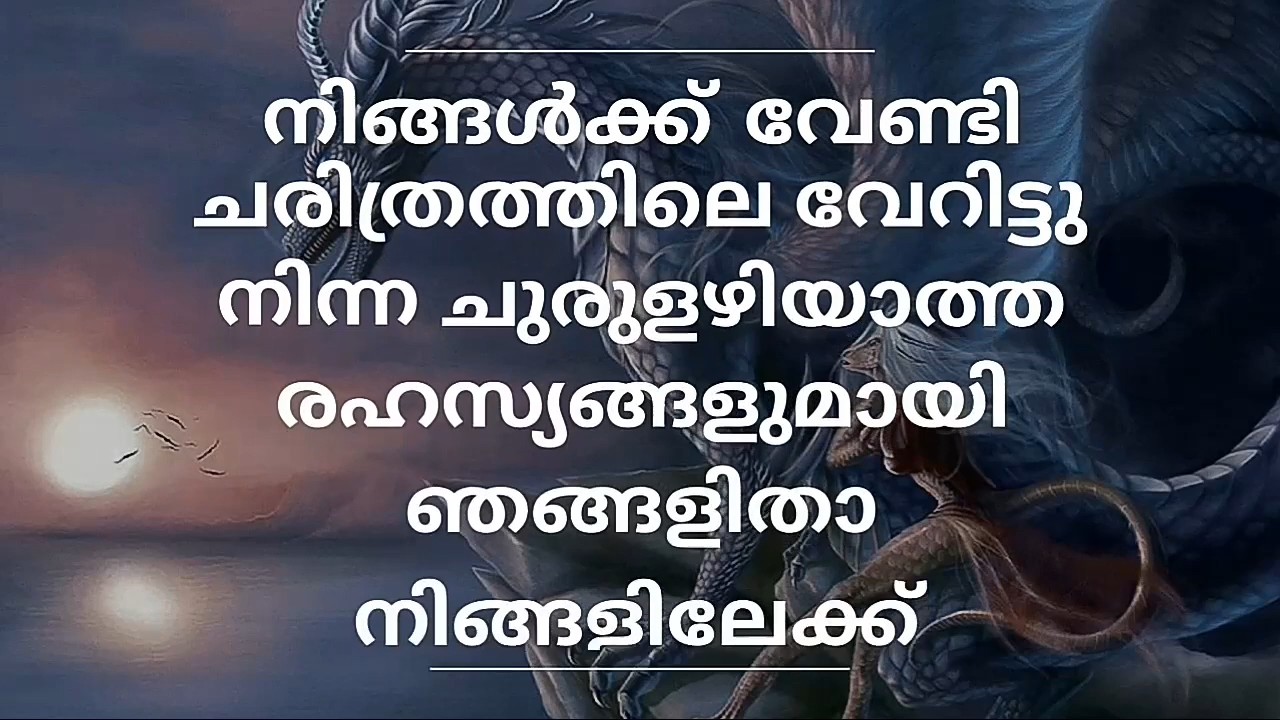 നിങ്ങൾക്ക് വേണ്ടി
ചരിത്രത്തിലെ വേറിട്ടു
നിന്ന ചുരുളഴിയാത്ത
രഹസ്യങ്ങളുമായി
ഞങ്ങളിതാ
നിങ്ങളിലേക്ക്